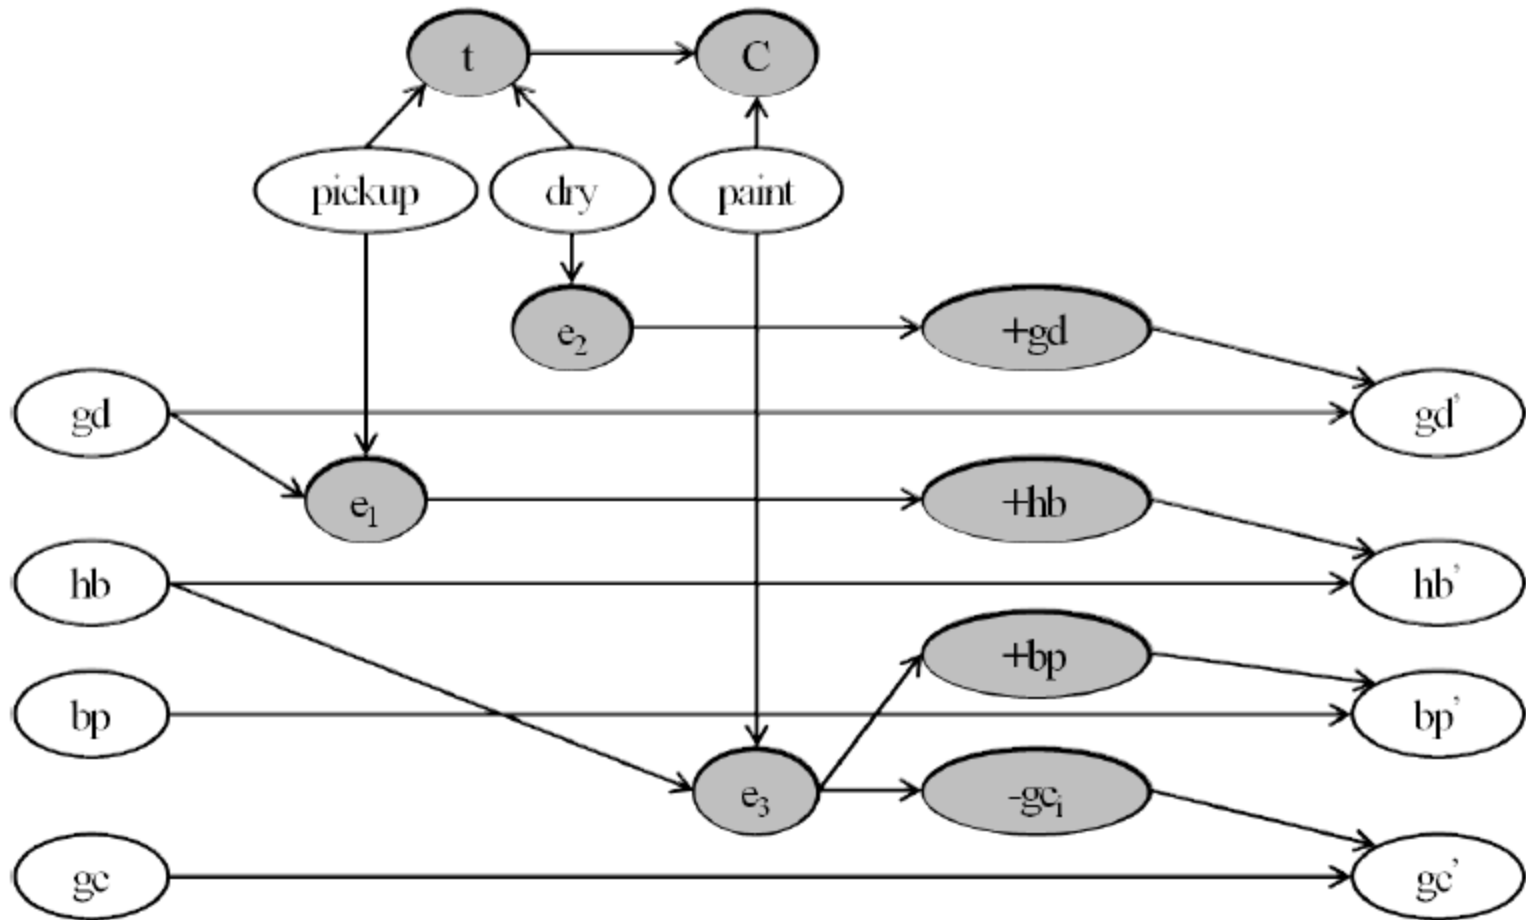 t
C
pickup
dry
paint
e₂
+gd
gd
gd'
e₁
+hb
hb
hb'
+bp
bp
bp'
e₃
-gcᵢ
gc
gc'